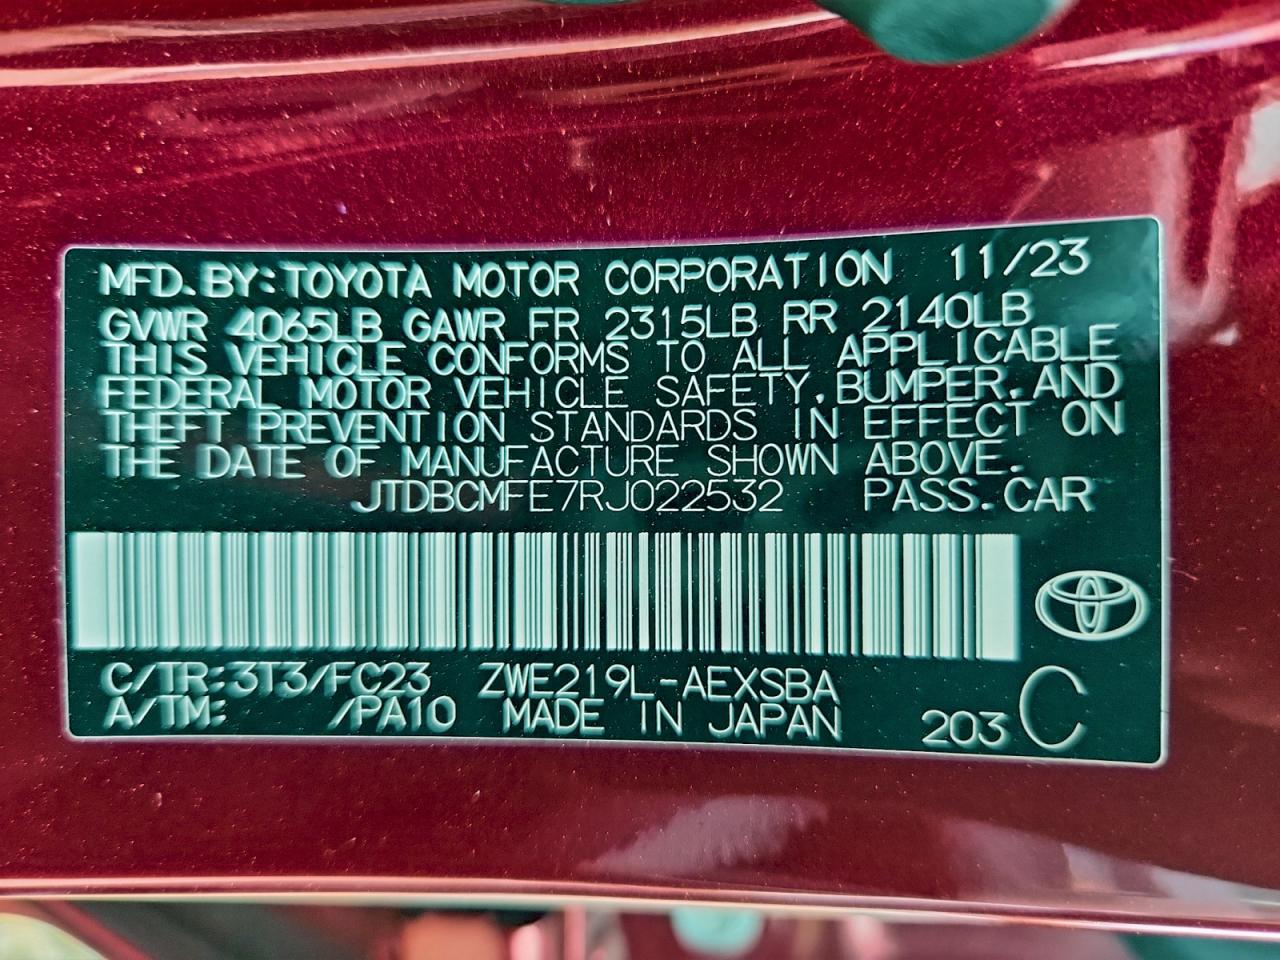 MFD. BY: TOYOTA MOTOR CORPORATION 11/23
GVWR 4065LB GAWR FR 2315LB RR 2140LB
THIS VEHICLE CONFORMS TO ALL APPLICABLE
FEDERAL MOTOR VEHICLE SAFETY, BUMPER, AND
THEFT PREVENTION STANDARDS IN EFFECT ON
THE DATE OF MANUFACTURE SHOWN ABOVE.
JTDBCMFE7RJ022532 PASS. CAR
C/TR: 3T3/FC23 ZWE219L-AEXSBA
A/TM: /PA10 MADE IN JAPAN 203 C